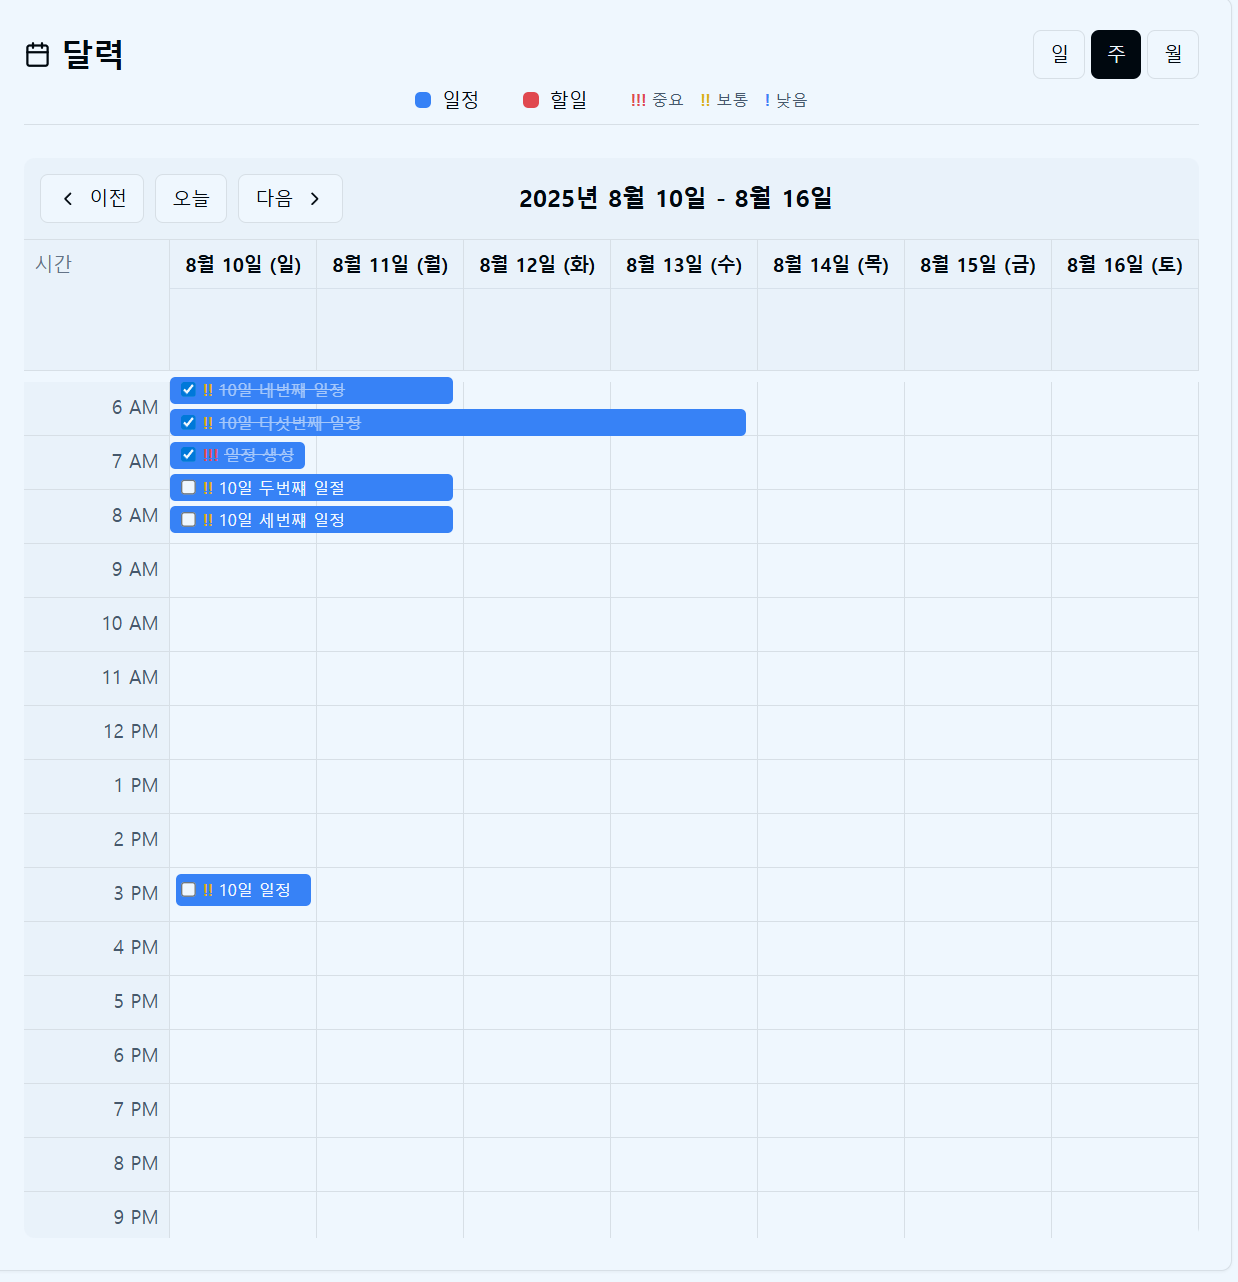 달력
일 주 월
일정 할일 !!! 중요 !! 보통 ! 낮음
이전 오늘 다음 2025년 8월 10일 - 8월 16일
시간 8월 10일 (일) 8월 11일 (월) 8월 12일 (화) 8월 13일 (수) 8월 14일 (목) 8월 15일 (금) 8월 16일 (토)
!! 10일 네번째 일정
6 AM
!! 10일 다섯번째 일정
!!! 일정 생성
7 AM
!! 10일 두번째 일절
8 AM
!! 10일 세번째 일정
9 AM
10 AM
11 AM
12 PM
1 PM
2 PM
3 PM !! 10일 일정
4 PM
5 PM
6 PM
7 PM
8 PM
9 PM